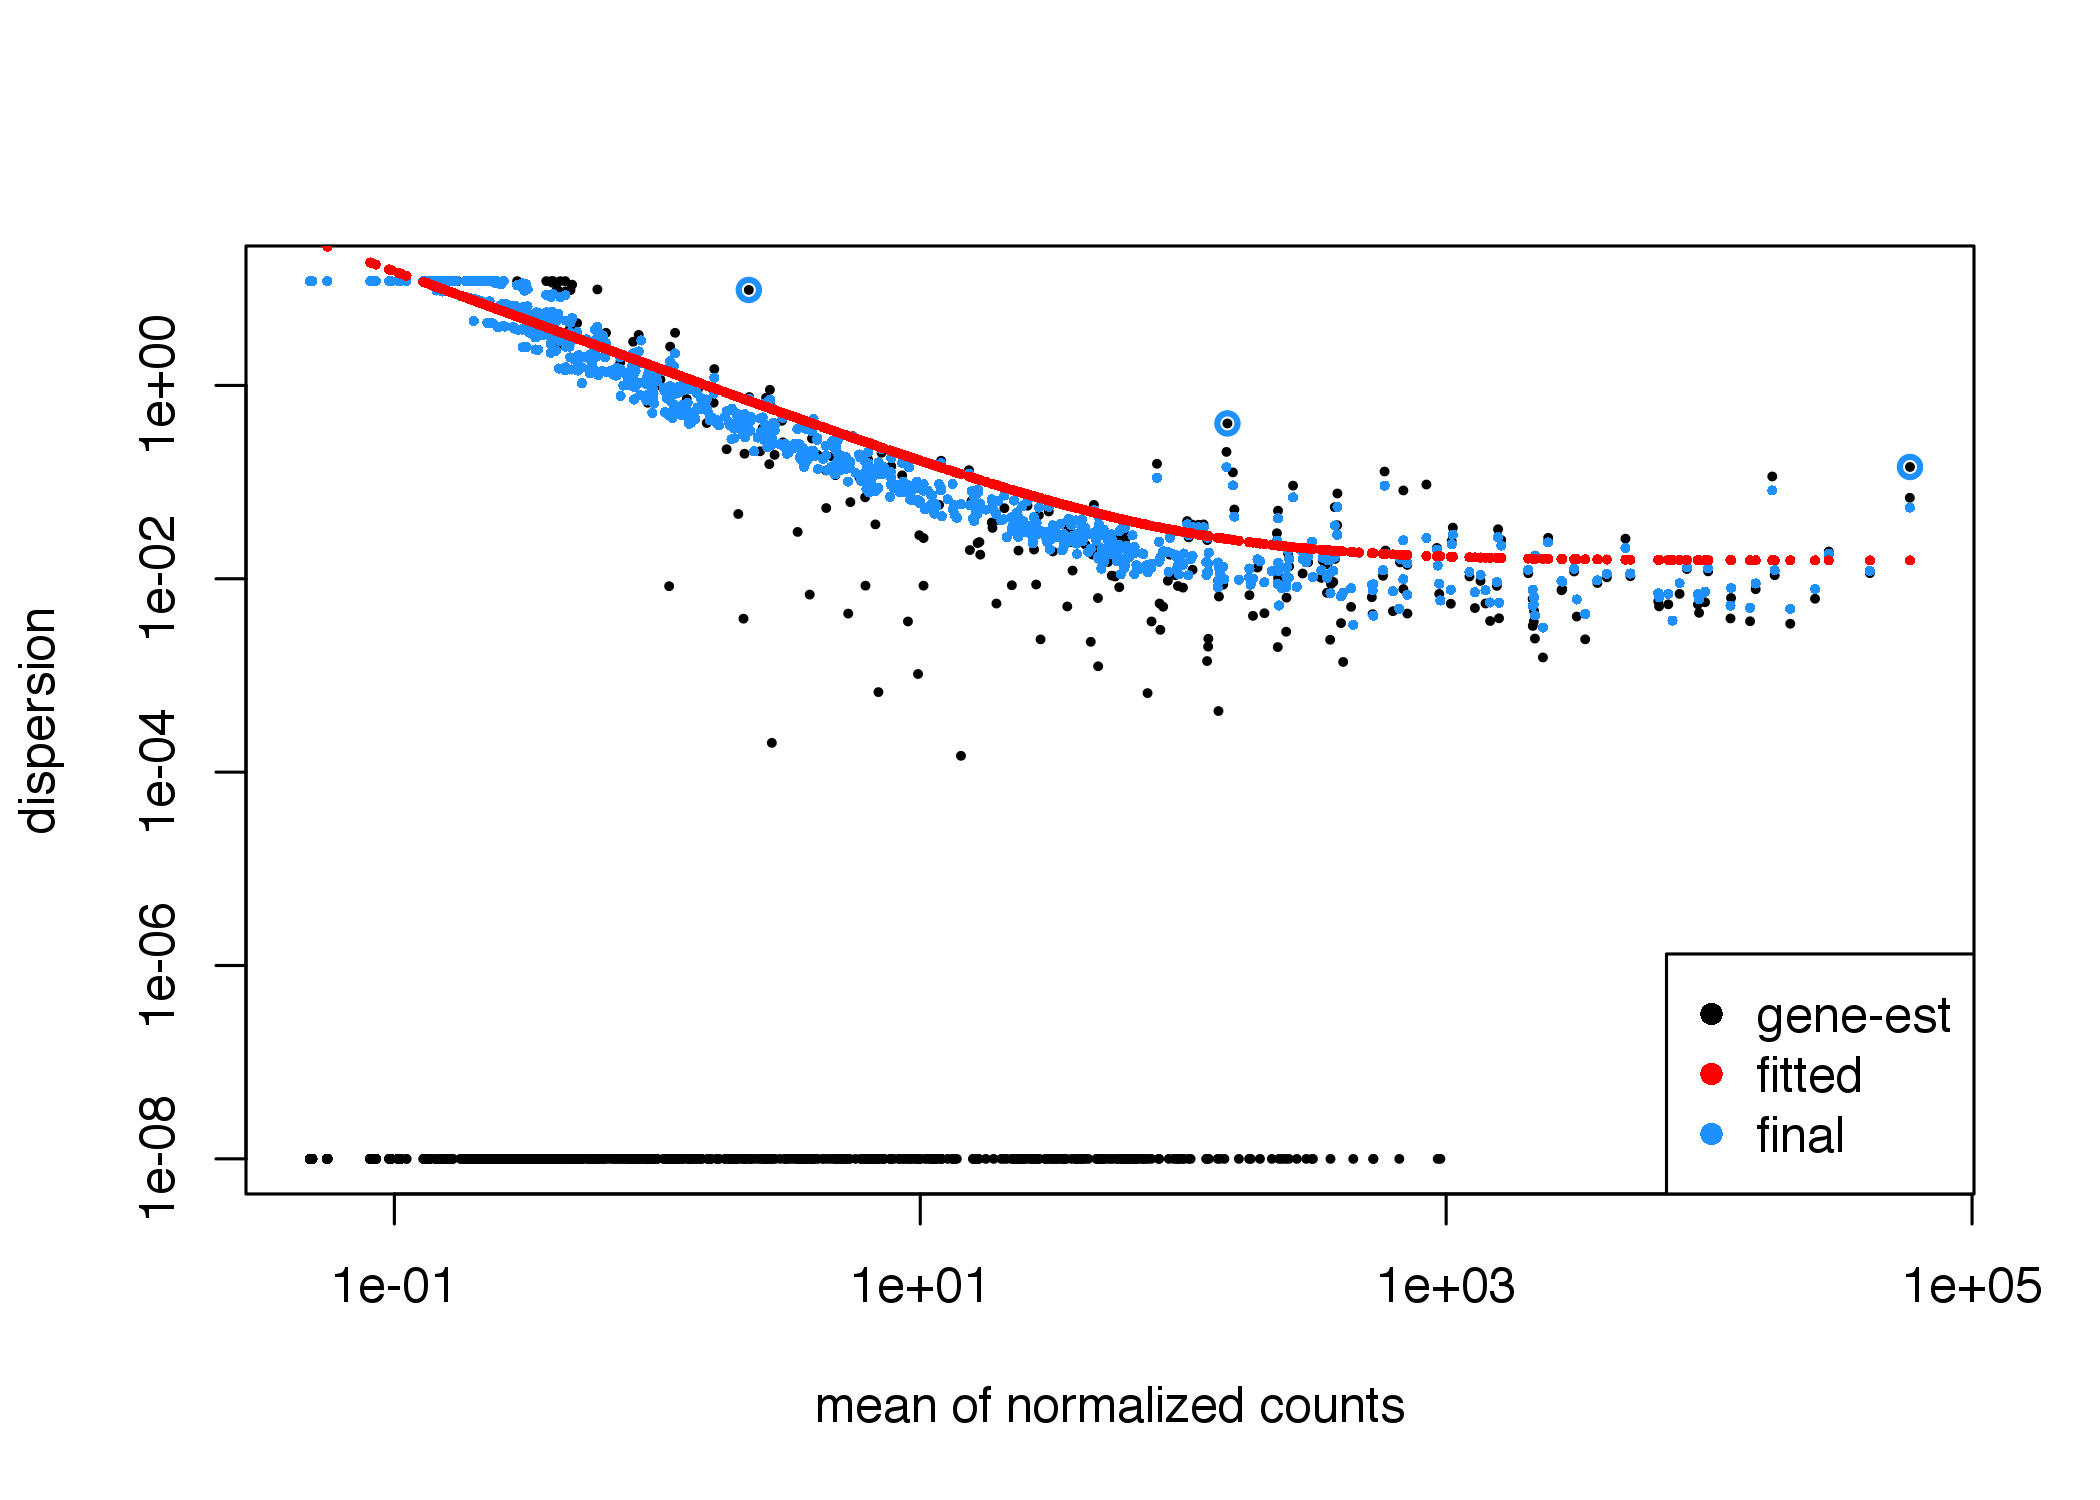 dispersion
1e+00
1e-02
1e-04
1e-06
1e-08
gene-est
fitted
final
1e-01
1e+01
1e+03
1e+05
mean of normalized counts